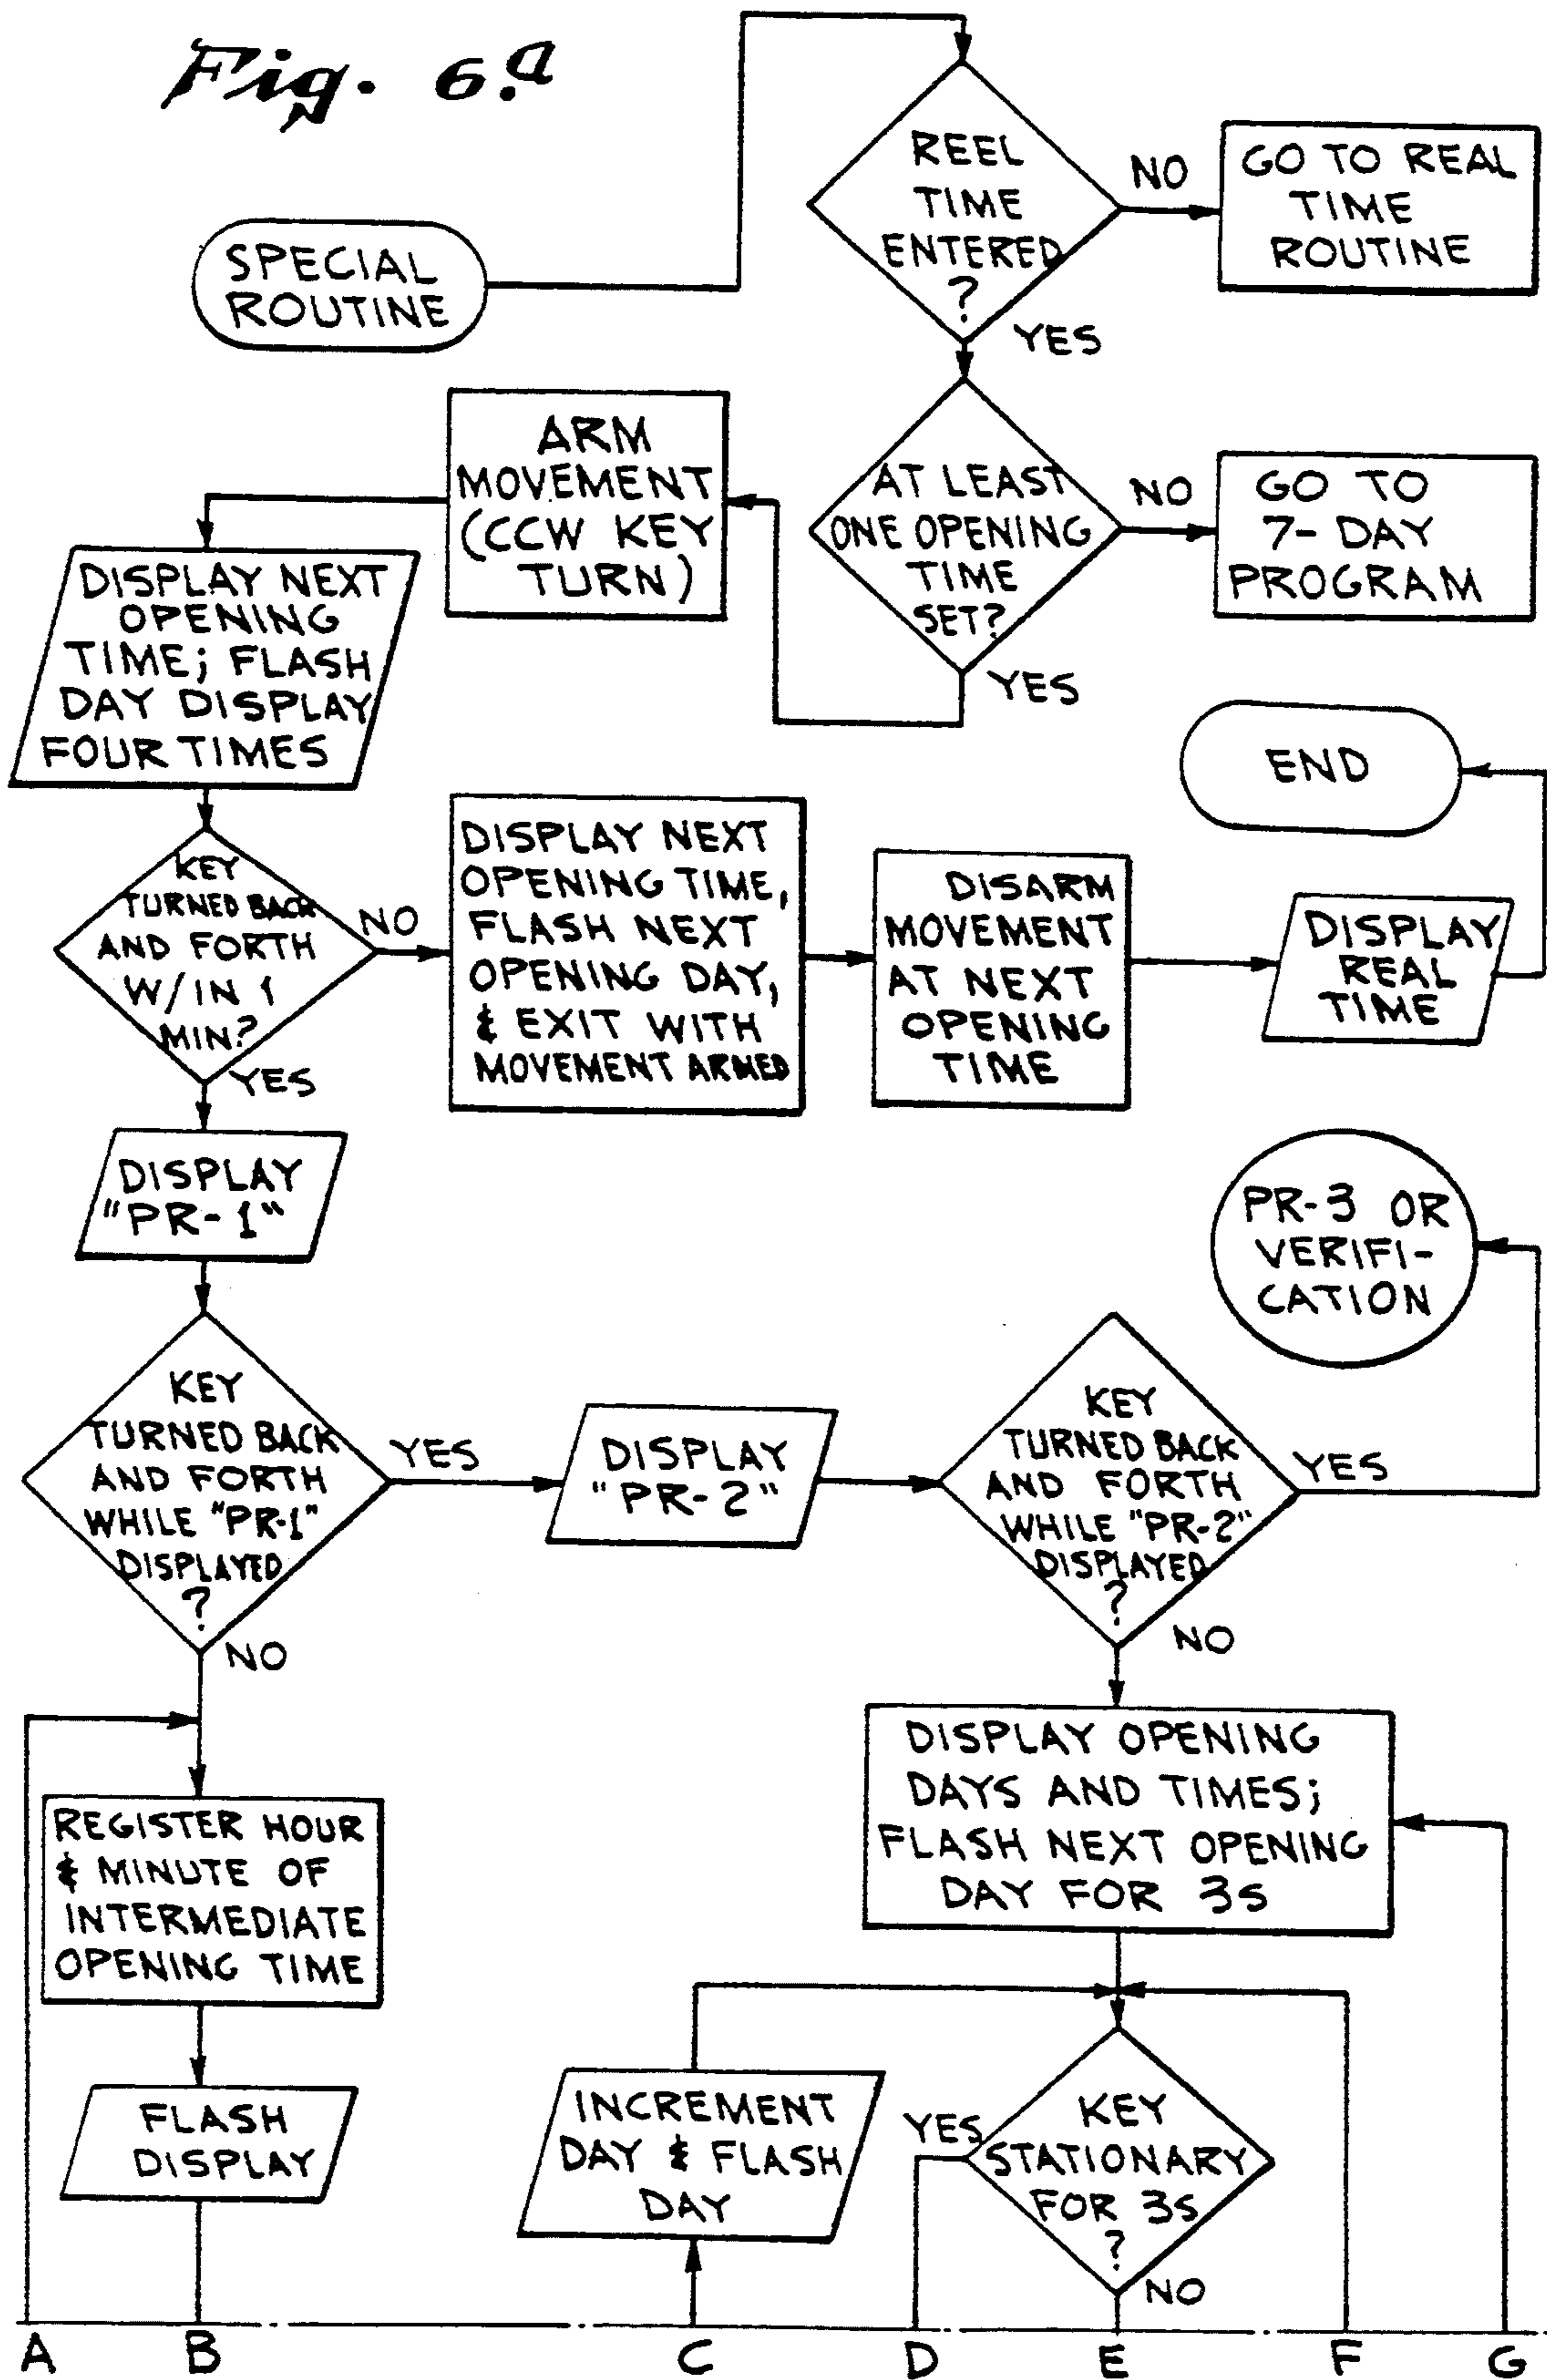 Fig. 6.a
SPECIAL
ROUTINE
REEL
TIME
ENTERED
?
NO
GO TO REAL
TIME
ROUTINE
YES
AT LEAST
ONE OPENING
TIME
SET?
NO
GO TO
7-DAY
PROGRAM
YES
ARM
MOVEMENT
(CCW KEY
TURN)
DISPLAY NEXT
OPENING
TIME; FLASH
DAY DISPLAY
FOUR TIMES
KEY
TURNED BACK
AND FORTH
W/IN 1
MIN?
NO
DISPLAY NEXT
OPENING TIME,
FLASH NEXT
OPENING DAY,
& EXIT WITH
MOVEMENT ARMED
DISARM
MOVEMENT
AT NEXT
OPENING
TIME
DISPLAY
REAL
TIME
END
YES
DISPLAY
"PR-1"
KEY
TURNED BACK
AND FORTH
WHILE "PR-1"
DISPLAYED
?
YES
DISPLAY
"PR-2"
KEY
TURNED BACK
AND FORTH
WHILE "PR-2"
DISPLAYED
?
YES
PR-3 OR
VERIFI-
CATION
NO
REGISTER HOUR
& MINUTE OF
INTERMEDIATE
OPENING TIME
FLASH
DISPLAY
NO
DISPLAY OPENING
DAYS AND TIMES;
FLASH NEXT OPENING
DAY FOR 3S
INCREMENT
DAY & FLASH
DAY
YES
KEY
STATIONARY
FOR 3S
?
NO
A B C D E F G